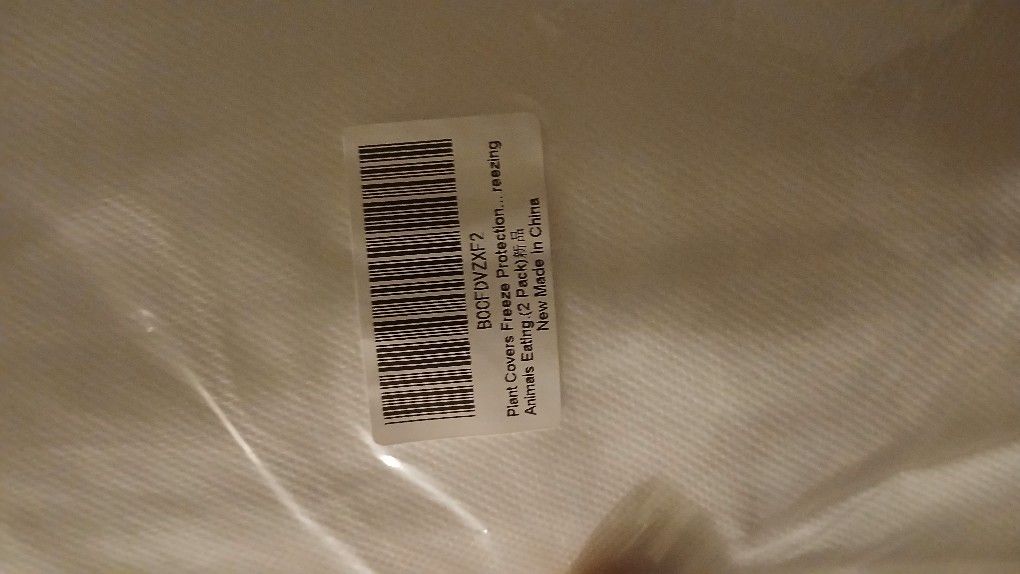 B0CFDVZXF2
Plant Covers Freeze Protection... reezing
Animals Eating.(2 Pack)新品
New Made in China